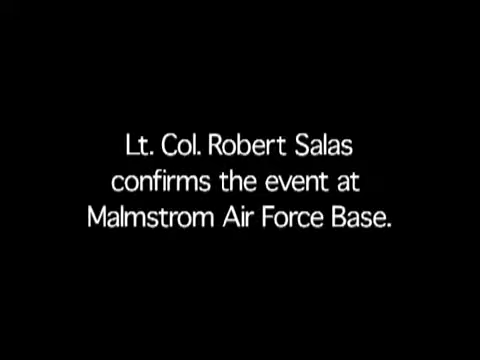 Lt. Col. Robert Salas
confirms the event at
Malmstrom Air Force Base.